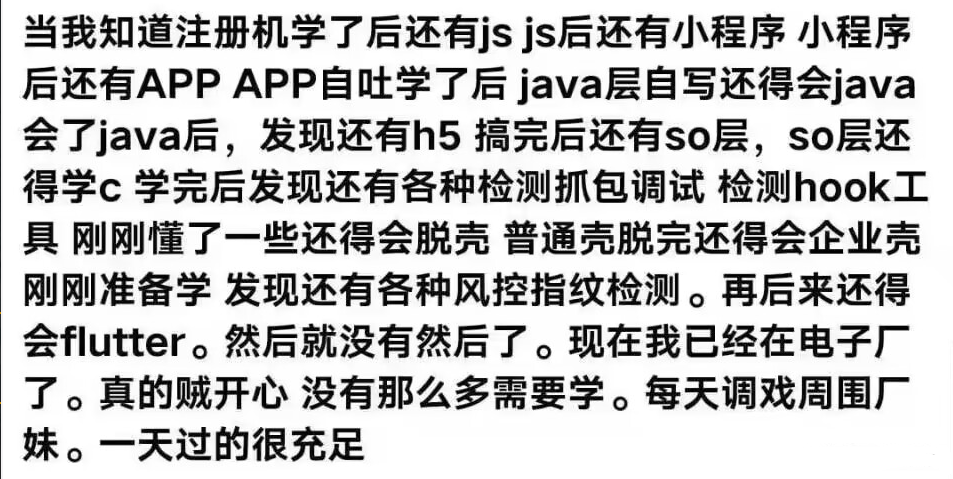 当我知道注册机学了后还有js js后还有小程序 小程序
后还有APP APP自吐学了后 java层自写还得会java
会了java后，发现还有h5 搞完后还有so层，so层还
得学c 学完后发现还有各种检测抓包调试 检测hook工
具 刚刚懂了一些还得会脱壳 普通壳脱完还得会企业壳
刚刚准备学 发现还有各种风控指纹检测。再后来还得
会flutter。然后就没有然后了。现在我已经在电子厂
了。真的贼开心 没有那么多需要学。每天调戏周围厂
妹。一天过的很充足